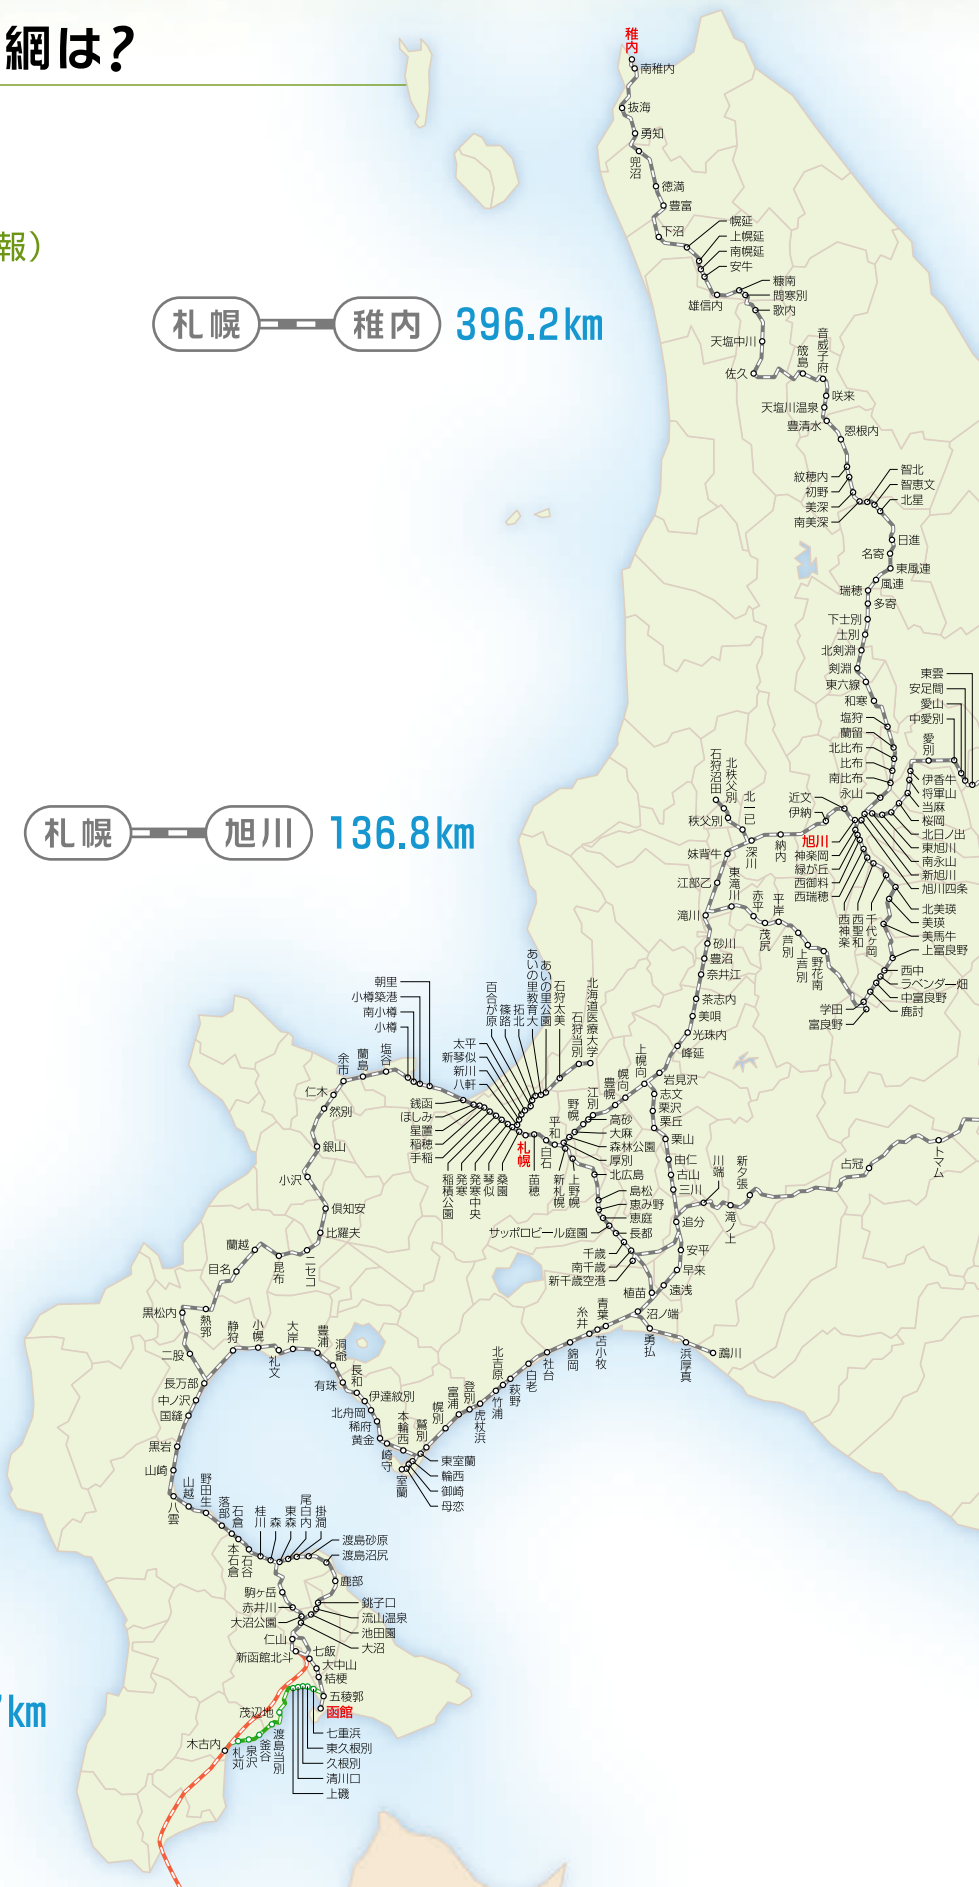 網は?
報）
札幌
稚内
396.2km
札幌
旭川
136.8km
km
稚内
南稚内
抜海
勇知
兜沼
徳満
豊富
下沼
幌延
上幌延
南幌延
安牛
雄信内
糠南
問寒別
歌内
天塩中川
佐久
筬島
音威子府
咲来
天塩川温泉
豊清水
恩根内
紋穂内
初野
美深
南美深
智北
智恵文
北星
日進
名寄
東風連
風連
瑞穂
多寄
下士別
士別
北剣淵
剣淵
東六線
和寒
塩狩
蘭留
北比布
比布
南比布
永山
東雲
安足間
愛山
中愛別
愛別
伊香牛
将軍山
当麻
桜岡
北日ノ出
東旭川
南永山
新旭川
旭川四条
近文
伊納
旭川
神楽岡
緑が丘
西御料
西瑞穂
西神楽
西聖和
千代ヶ岡
北美瑛
美瑛
美馬牛
上富良野
西中
ラベンダー畑
中富良野
鹿討
学田
富良野
石狩沼田
北秩父別
秩父別
北一已
深川
納内
妹背牛
江部乙
滝川
東滝川
赤平
茂尻
平岸
芦別
上芦別
野花南
砂川
豊沼
奈井江
茶志内
美唄
光珠内
峰延
岩見沢
上幌向
幌向
豊幌
江別
野幌
高砂
大麻
森林公園
厚別
志文
栗沢
栗丘
栗山
由仁
古山
三川
追分
安平
早来
遠浅
川端
滝ノ上
新夕張
占冠
トマム
北海道医療大学
石狩当別
石狩太美
あいの里公園
あいの里教育大
拓北
篠路
百合が原
太平
新琴似
新川
八軒
朝里
小樽築港
南小樽
小樽
塩谷
蘭島
余市
仁木
然別
銀山
小沢
倶知安
比羅夫
ニセコ
昆布
蘭越
目名
熱郛
黒松内
二股
銭函
ほしみ
星置
稲穂
手稲
稲積公園
発寒
発寒中央
琴似
桑園
札幌
苗穂
白石
平和
新札幌
上野幌
北広島
島松
恵み野
恵庭
サッポロビール庭園
長都
千歳
南千歳
新千歳空港
植苗
沼ノ端
勇払
浜厚真
鵡川
苫小牧
青葉
糸井
錦岡
社台
白老
萩野
北吉原
竹浦
虎杖浜
登別
富浦
幌別
鷲別
東室蘭
輪西
御崎
母恋
室蘭
本輪西
崎守
黄金
稀府
北舟岡
伊達紋別
長和
有珠
洞爺
豊浦
大岸
礼文
小幌
静狩
長万部
中ノ沢
国縫
黒岩
山崎
八雲
山越
野田生
落部
石倉
本石倉
石谷
桂川
森
東森
尾白内
掛澗
渡島砂原
渡島沼尻
鹿部
銚子口
流山温泉
池田園
大沼
駒ヶ岳
赤井川
大沼公園
仁山
新函館北斗
七飯
大中山
桔梗
五稜郭
函館
七重浜
東久根別
久根別
清川口
上磯
茂辺地
渡島当別
釜谷
泉沢
札苅
木古内